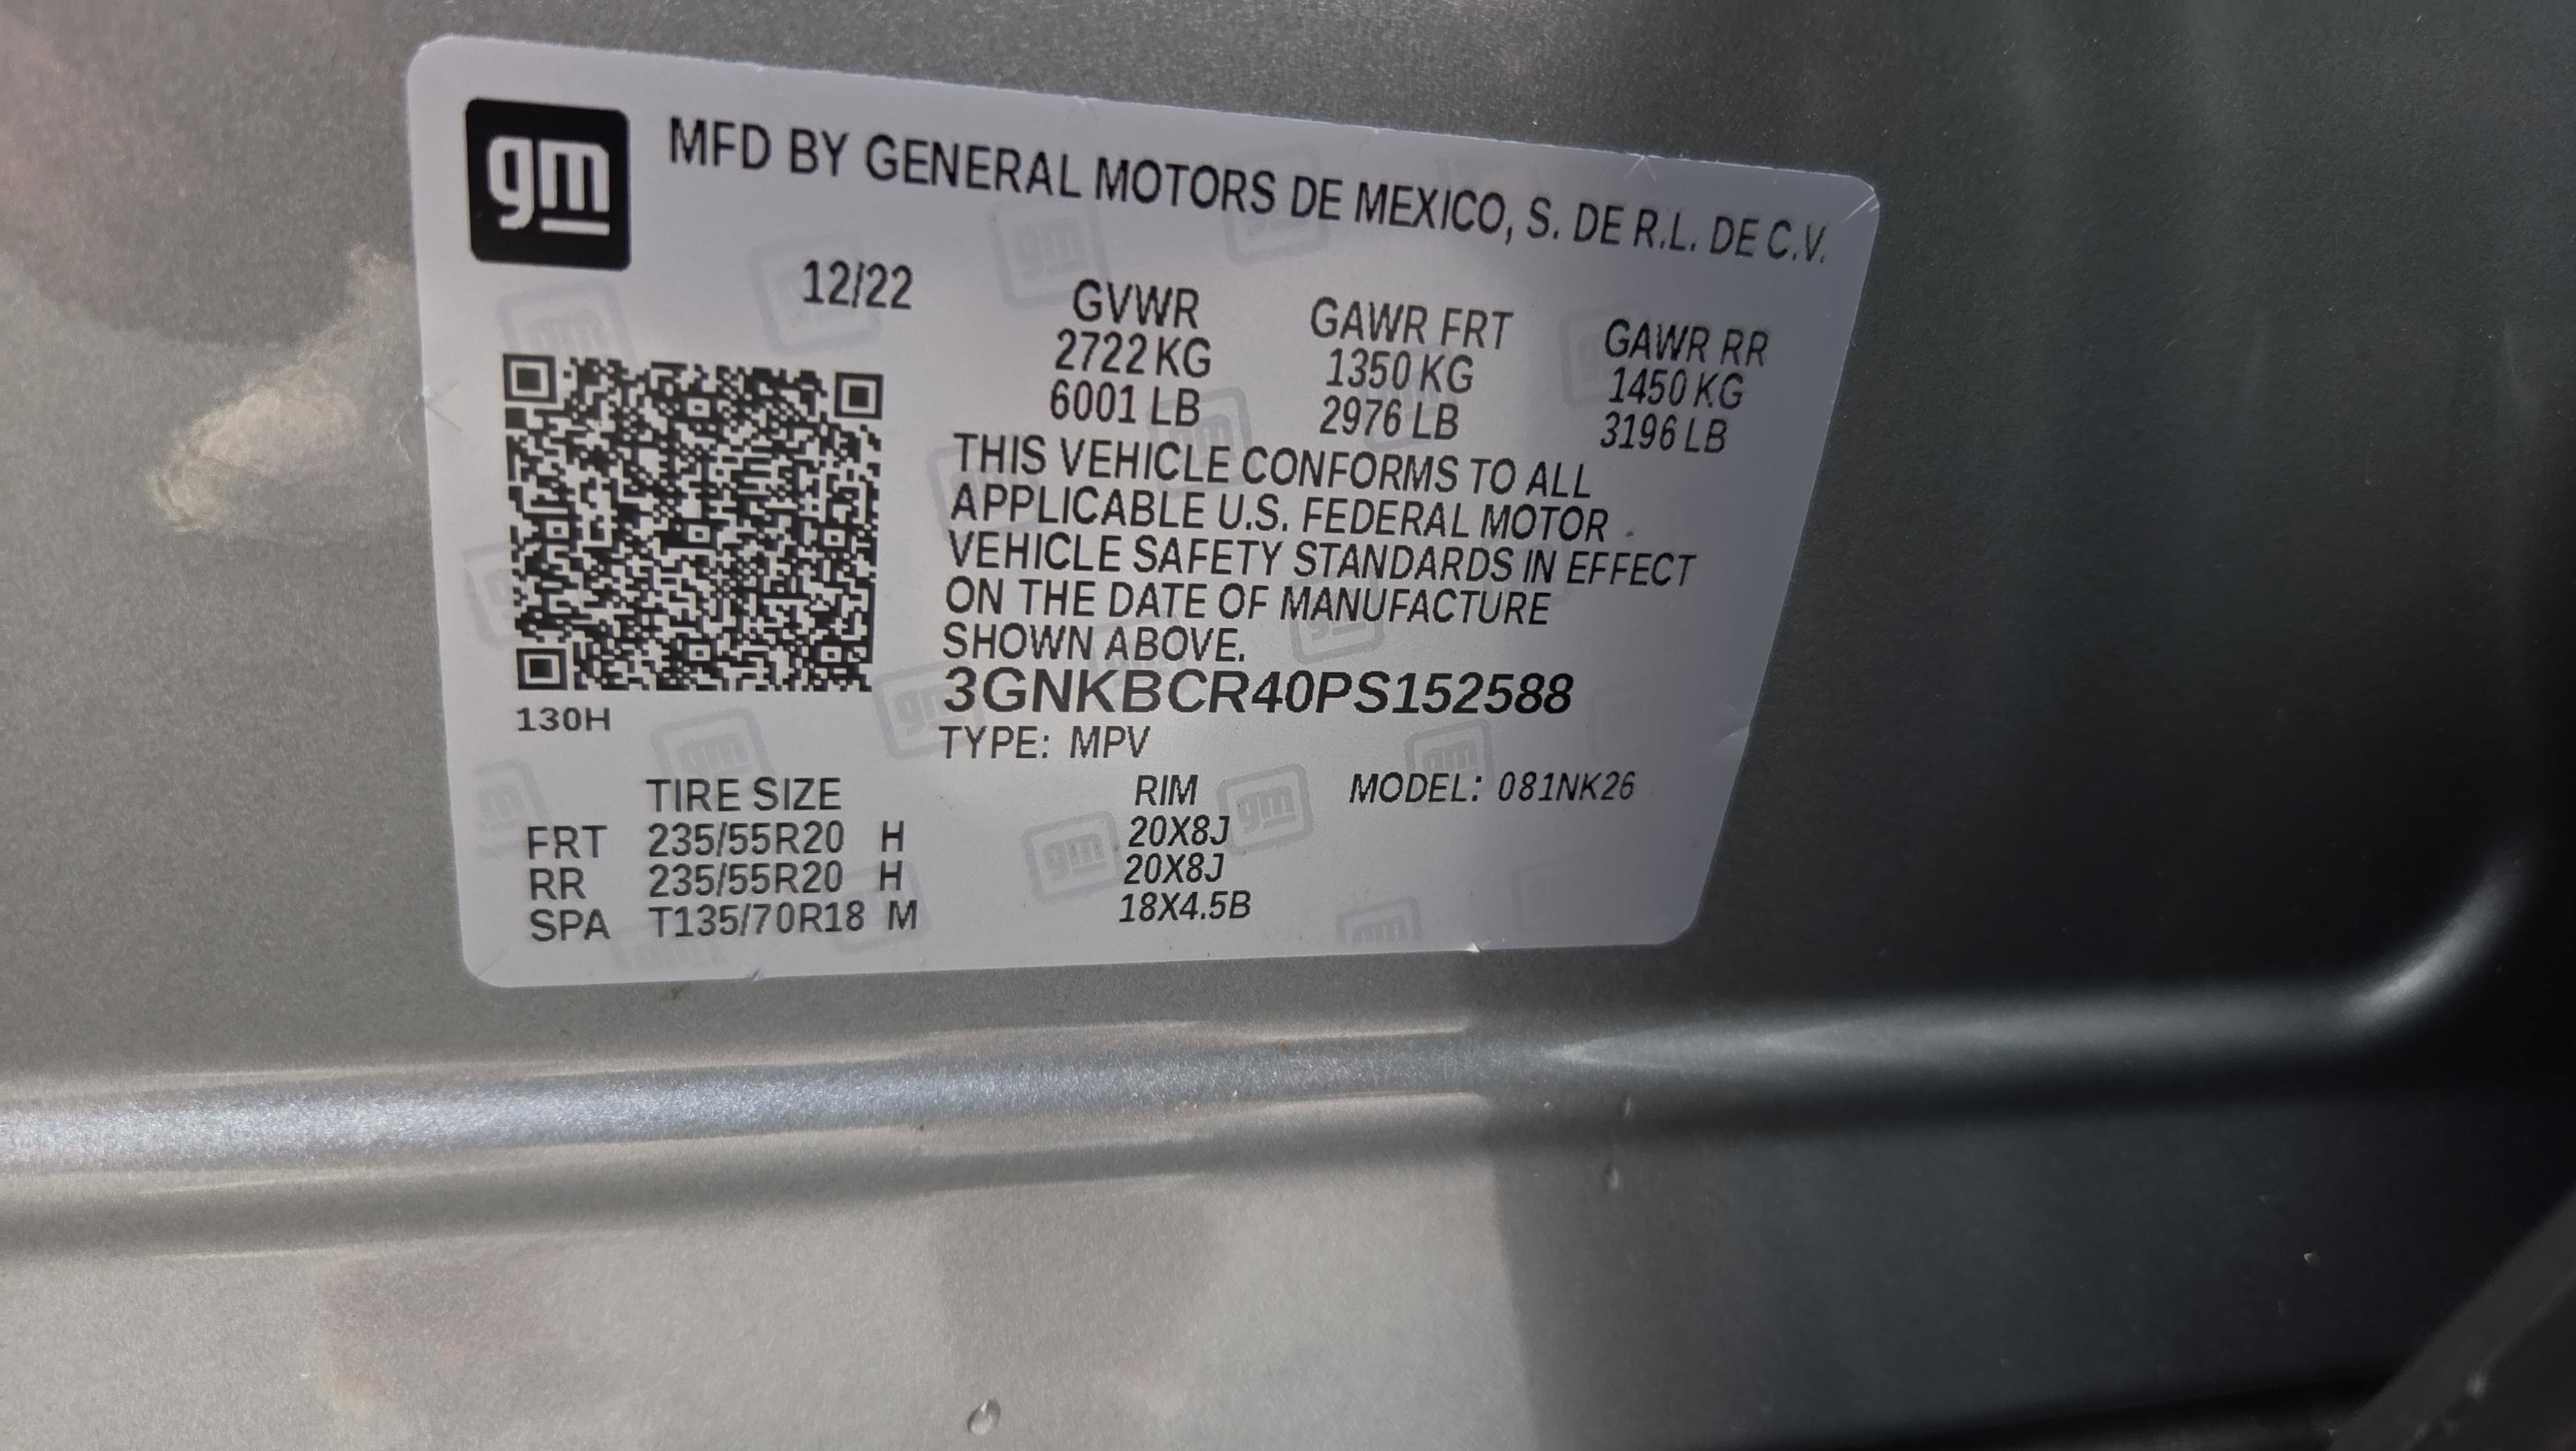 gm
MFD BY GENERAL MOTORS DE MEXICO, S. DE R.L. DE C.V.
12/22
GVWR GAWR FRT GAWR RR
2722 KG 1350 KG 1450 KG
6001 LB 2976 LB 3196 LB
THIS VEHICLE CONFORMS TO ALL
APPLICABLE U.S. FEDERAL MOTOR
VEHICLE SAFETY STANDARDS IN EFFECT
ON THE DATE OF MANUFACTURE
SHOWN ABOVE.
3GNKBCR40PS152588
130H
TYPE: MPV
TIRE SIZE RIM MODEL: 081NK26
FRT 235/55R20 H 20X8J
RR 235/55R20 H 20X8J
SPA T135/70R18 M 18X4.5B